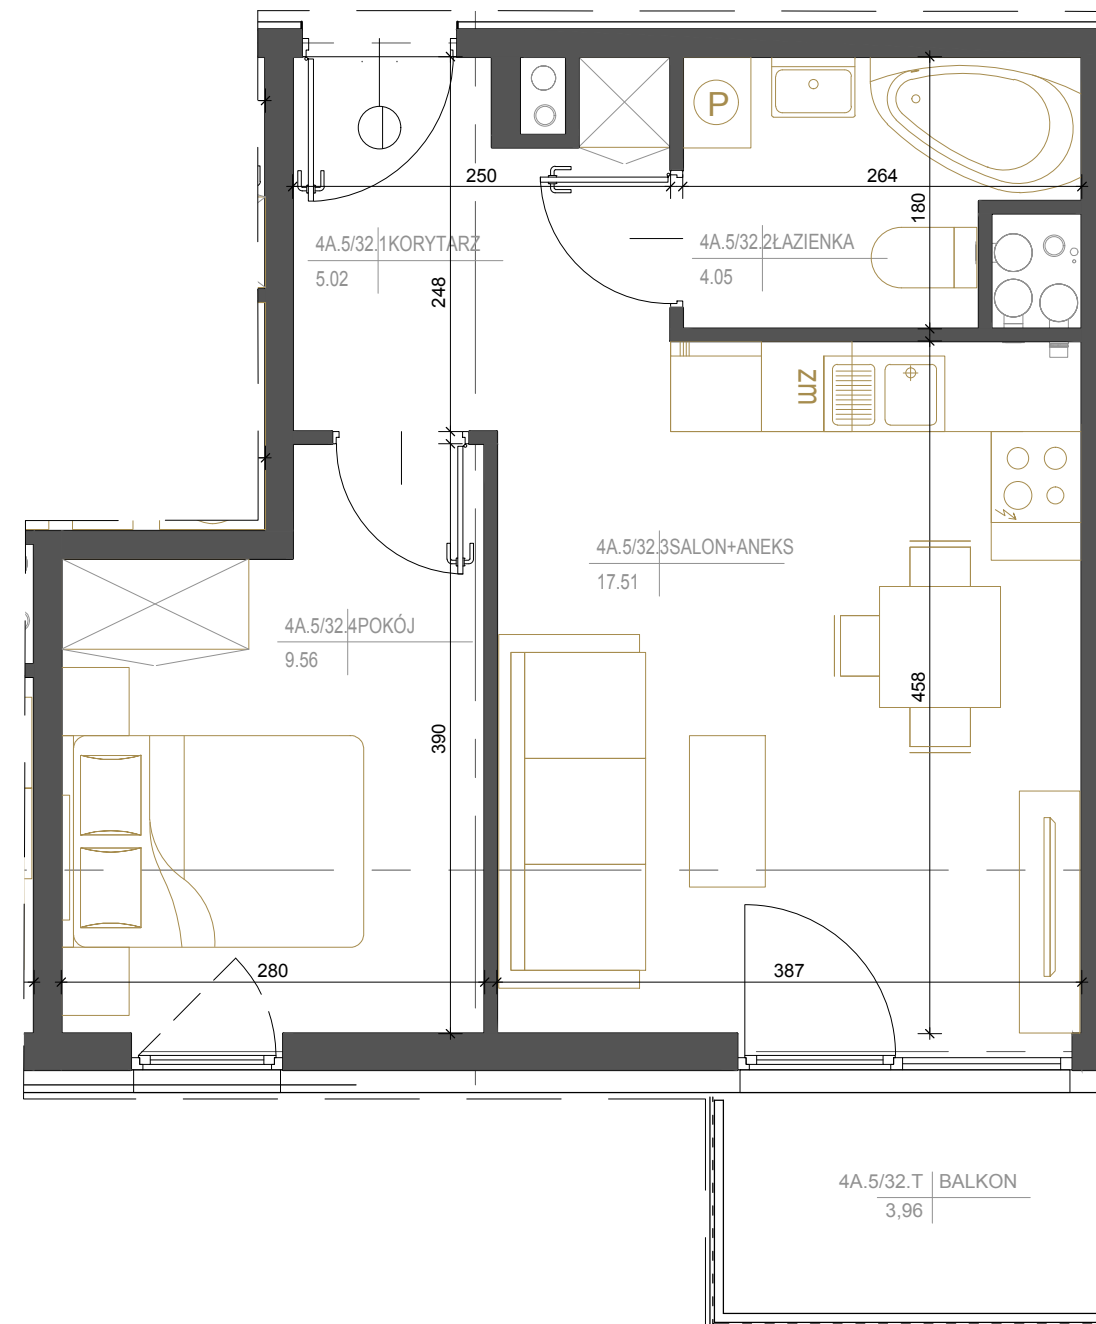 P
250
264
180
4A.5/32.1KORYTARZ
5.02
4A.5/32.2ŁAZIENKA
4.05
248
zm
4A.5/32.3SALON+ANEKS
17.51
4A.5/32.4POKÓJ
9.56
458
390
280
387
4A.5/32.T BALKON
3,96